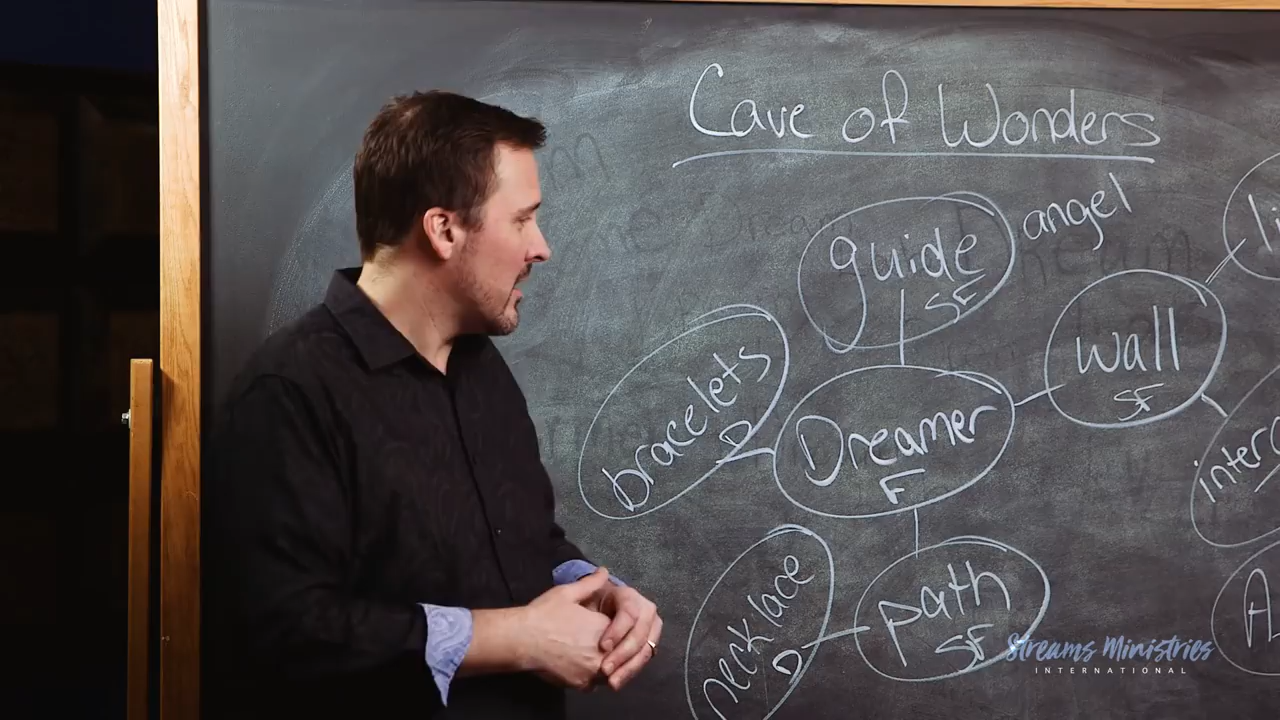 Cave of Wonders
angel
guide
SF
wall
SF
bracelets
D
Dreamer
F
necklace
D
path
SF
Streams Ministries
INTERNATIONAL